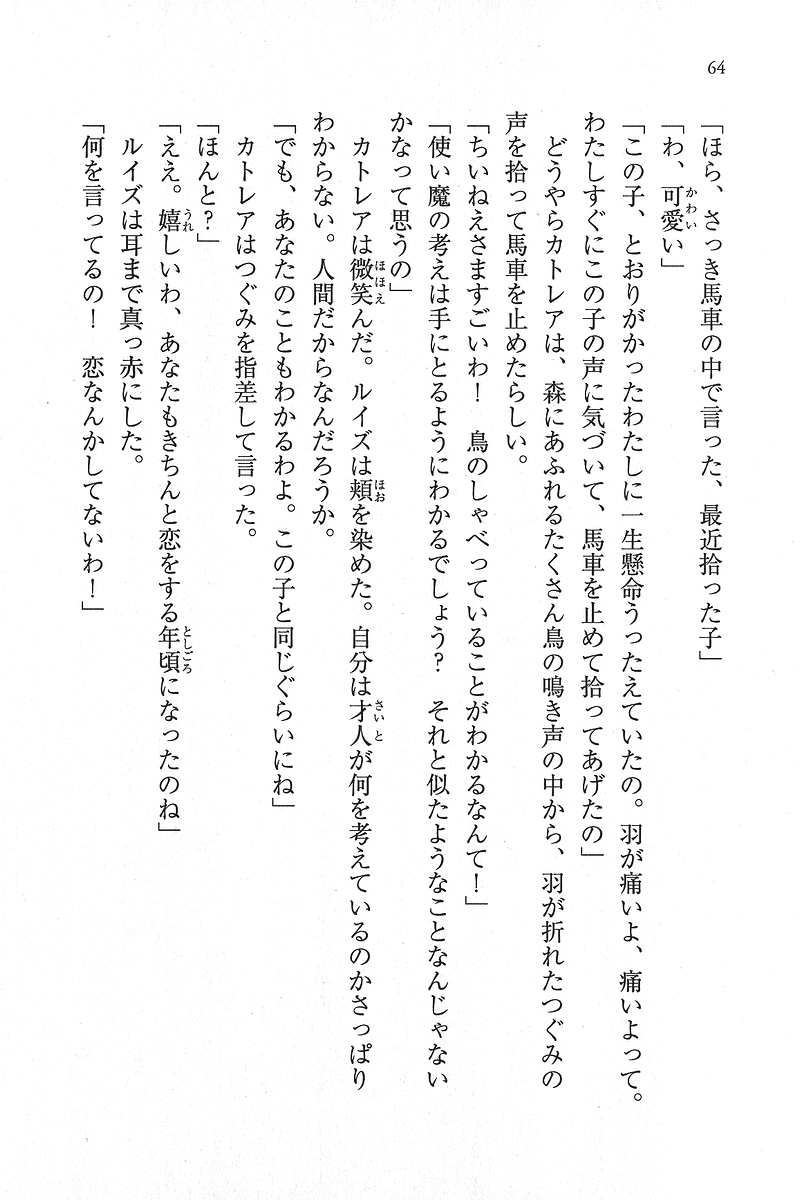 64
「ほら、さっき馬車の中で言った、最近拾った子」
「わ、可愛い」
「この子、とおりがかったわたしに一生懸命うったえていたの。羽が痛いよ、痛いよって。
わたしすぐにこの子の声に気づいて、馬車を止めて拾ってあげたの」
　どうやらカトレアは、森にあふれるたくさん鳥の鳴き声の中から、羽が折れたつぐみの
声を拾って馬車を止めたらしい。
「ちいねえさますごいわ！　鳥のしゃべっていることがわかるなんて！」
「使い魔の考えは手にとるようにわかるでしょう？　それと似たようなことなんじゃない
かなって思うの」
　カトレアは微笑んだ。ルイズは頬を染めた。自分は才人が何を考えているのかさっぱり
わからない。人間だからなんだろうか。
「でも、あなたのこともわかるわよ。この子と同じぐらいにね」
　カトレアはつぐみを指差して言った。
「ほんと？」
「ええ。嬉しいわ、あなたもきちんと恋をする年頃になったのね」
　ルイズは耳まで真っ赤にした。
「何を言ってるの！　恋なんかしてないわ！」